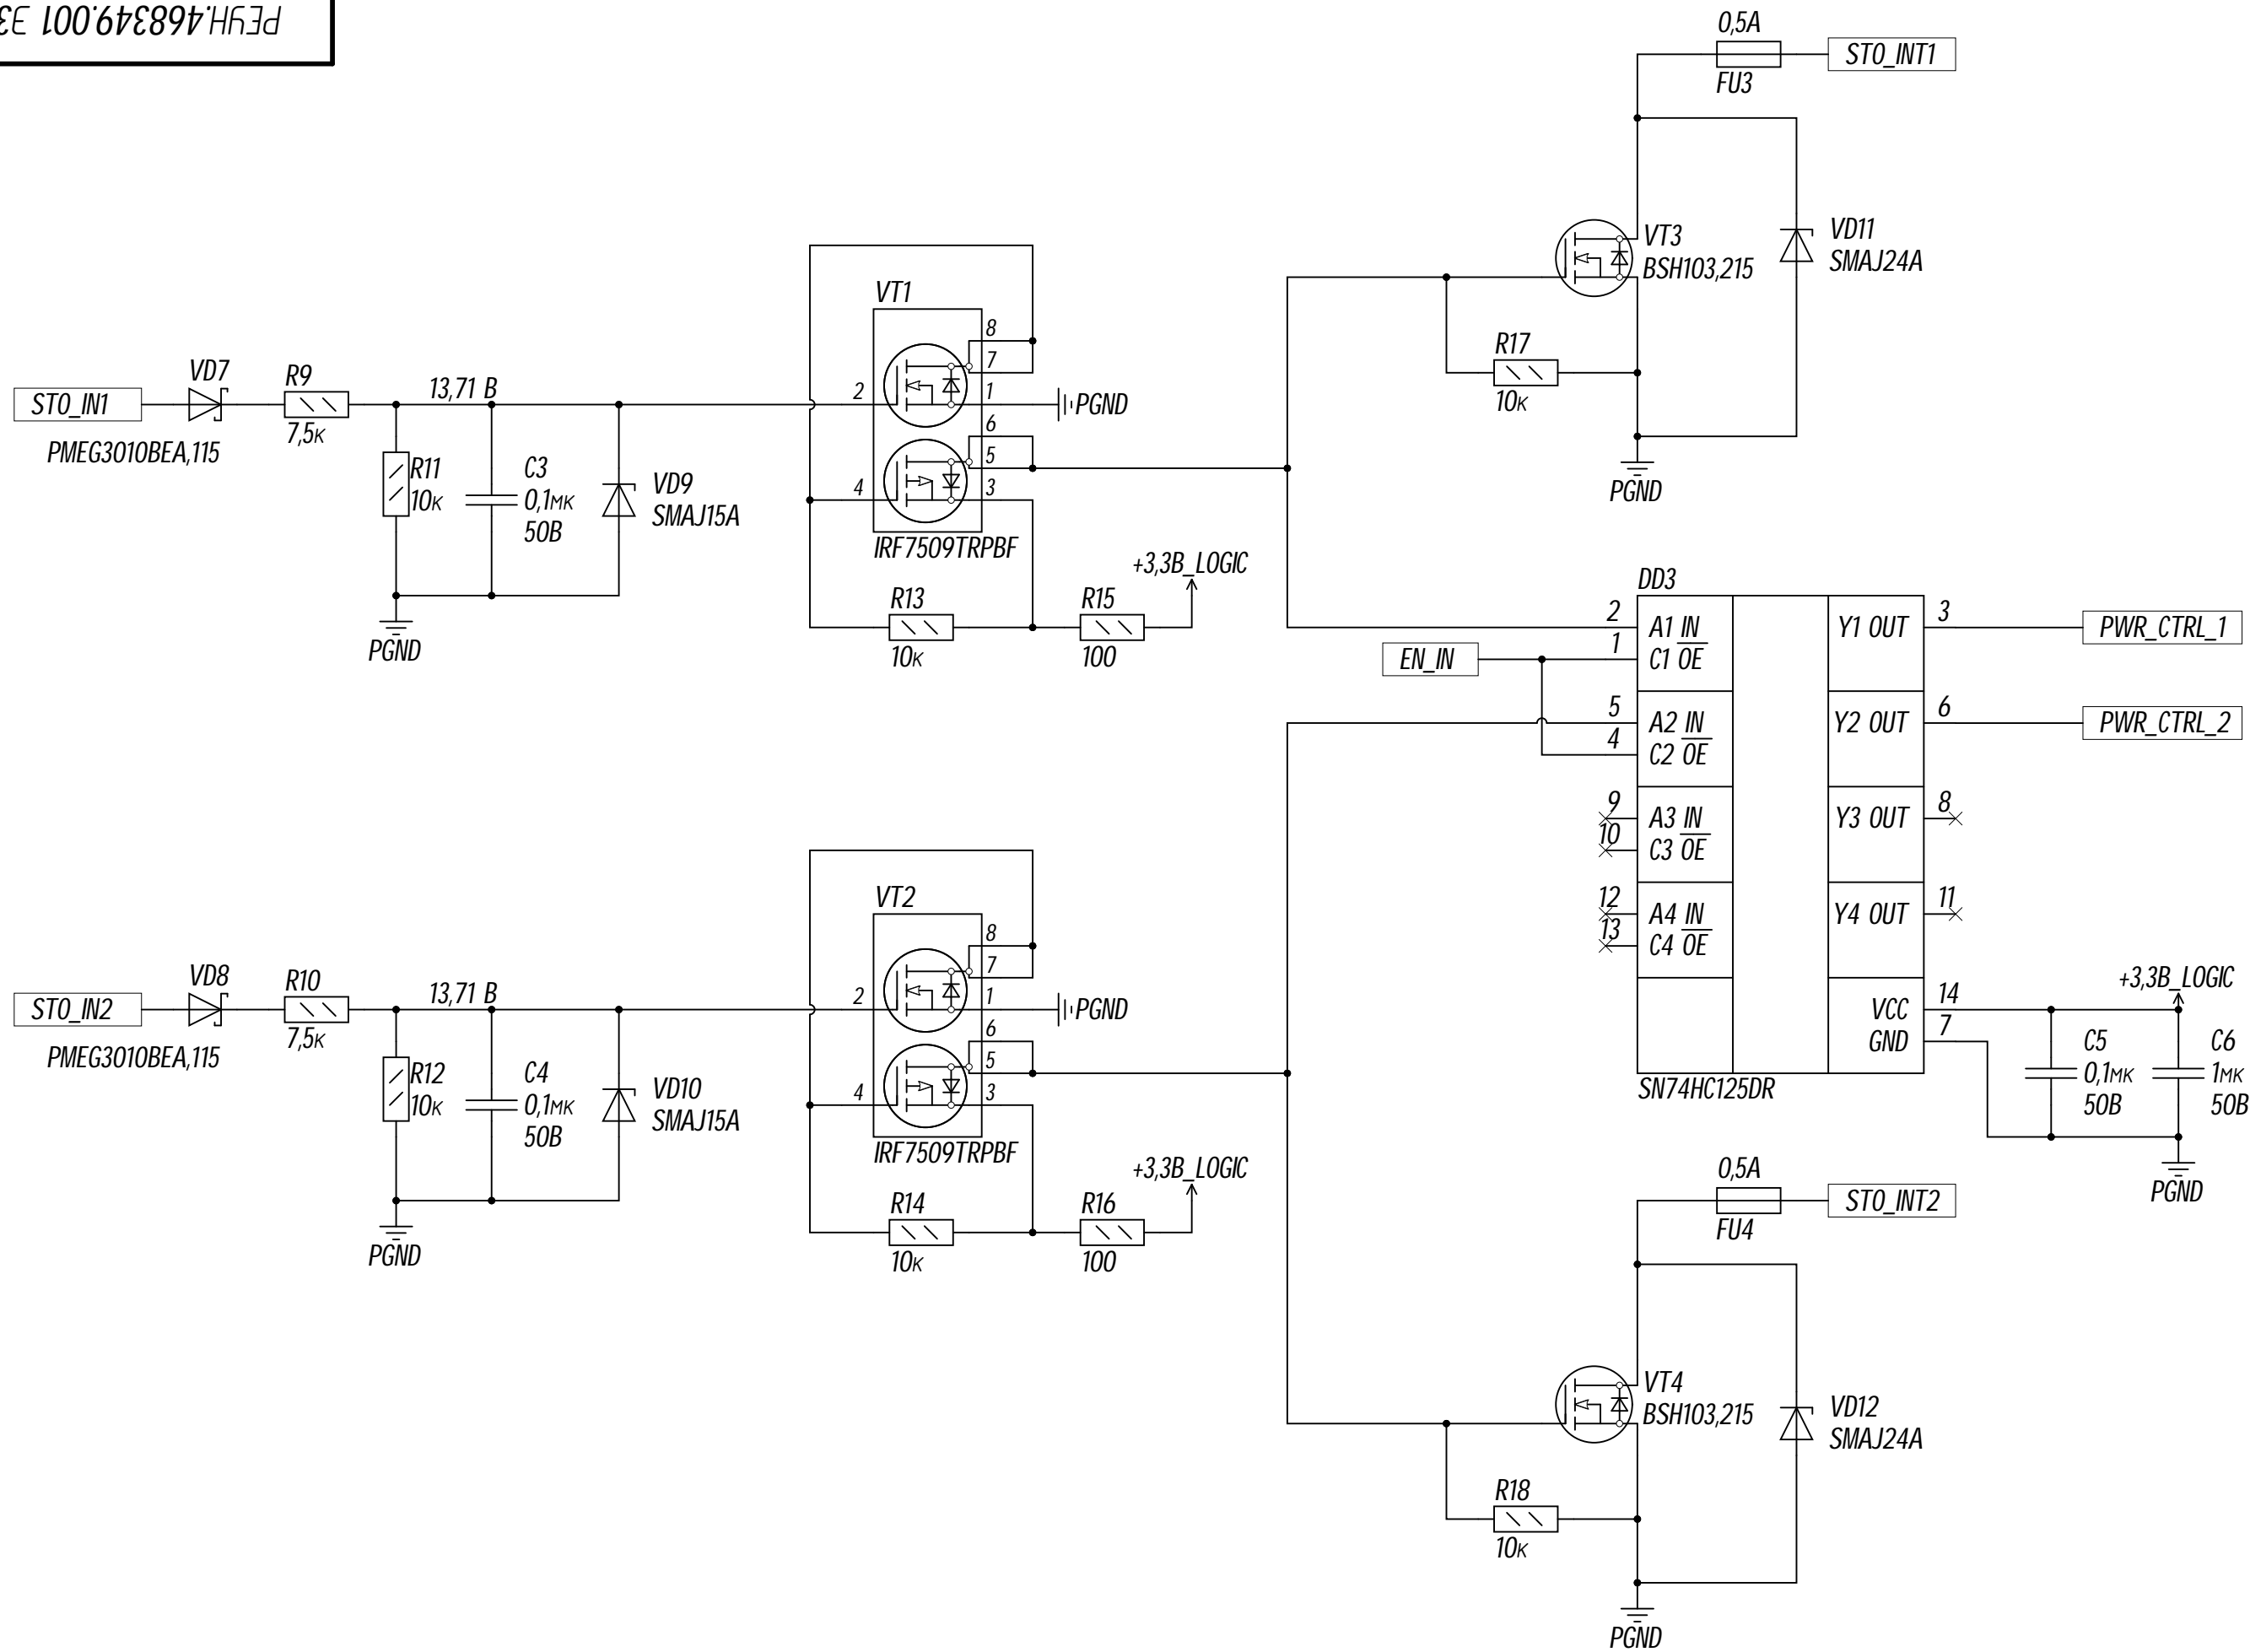 РЕУН.468349.001 Э3
0,5А
STO_INT1
FU3
VT3
BSH103,215
VD11
SMAJ24A
R17
10к
PGND
VT1
8
7
2
1
PGND
6
5
4
3
IRF7509TRPBF
VD7
R9
13,71 В
STO_IN1
7,5к
PMEG3010BEA,115
R11
10к
C3
0,1мк
50В
VD9
SMAJ15A
PGND
R13
10к
R15
100
+3,3В_LOGIC
DD3
2
A1 IN
Y1 OUT
3
PWR_CTRL_1
EN_IN
1
C1 OE
5
A2 IN
Y2 OUT
6
PWR_CTRL_2
4
C2 OE
9
A3 IN
Y3 OUT
8
10
C3 OE
12
A4 IN
Y4 OUT
11
13
C4 OE
VCC
14
+3,3В_LOGIC
GND
7
C5
0,1мк
50В
C6
1мк
50В
PGND
SN74HC125DR
VT2
8
7
2
1
PGND
6
5
4
3
IRF7509TRPBF
VD8
R10
13,71 В
STO_IN2
7,5к
PMEG3010BEA,115
R12
10к
C4
0,1мк
50В
VD10
SMAJ15A
PGND
R14
10к
R16
100
+3,3В_LOGIC
0,5А
STO_INT2
FU4
VT4
BSH103,215
VD12
SMAJ24A
R18
10к
PGND